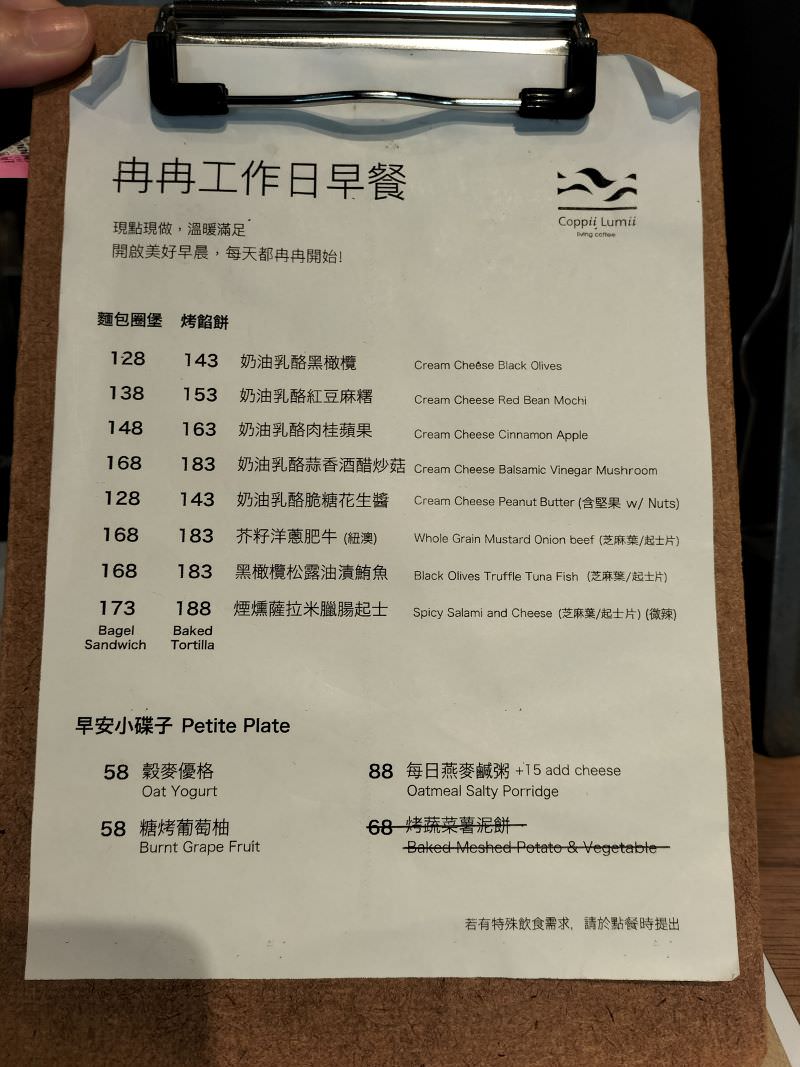 冉冉工作日早餐
Coppii Lumii
living coffee
現點現做，溫暖滿足
開啟美好早晨，每天都冉冉開始!
麵包圈堡 烤餡餅
128 143 奶油乳酪黑橄欖 Cream Cheese Black Olives
138 153 奶油乳酪紅豆麻糬 Cream Cheese Red Bean Mochi
148 163 奶油乳酪肉桂蘋果 Cream Cheese Cinnamon Apple
168 183 奶油乳酪蒜香酒醋炒菇 Cream Cheese Balsamic Vinegar Mushroom
128 143 奶油乳酪脆糖花生醬 Cream Cheese Peanut Butter (含堅果 w/ Nuts)
168 183 芥籽洋蔥肥牛 (紐澳) Whole Grain Mustard Onion beef (芝麻葉/起士片)
168 183 黑橄欖松露油漬鮪魚 Black Olives Truffle Tuna Fish (芝麻葉/起士片)
173 188 煙燻薩拉米臘腸起士 Spicy Salami and Cheese (芝麻葉/起士片) (微辣)
Bagel Baked
Sandwich Tortilla
早安小碟子 Petite Plate
58 穀麥優格 88 每日燕麥鹹粥 +15 add cheese
Oat Yogurt Oatmeal Salty Porridge
58 糖烤葡萄柚 68 烤蔬菜薯泥餅
Burnt Grape Fruit Baked Meshed Potato & Vegetable
若有特殊飲食需求，請於點餐時提出